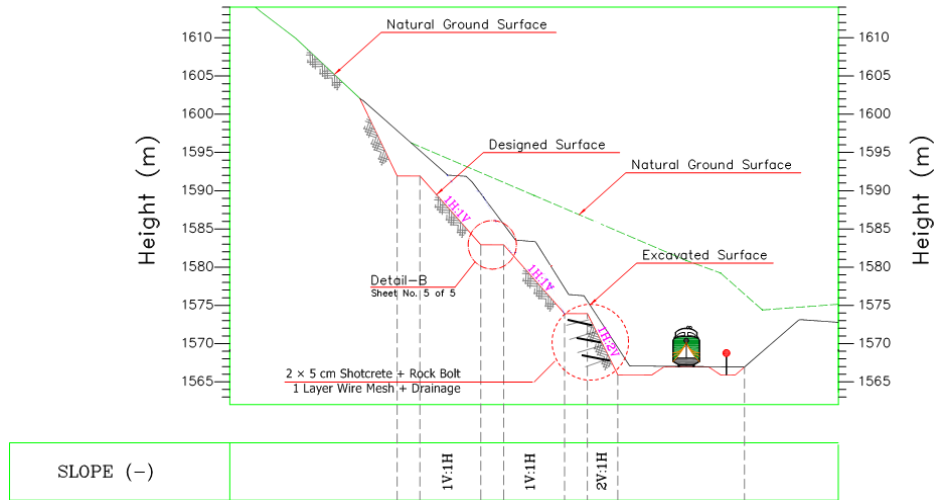 Natural Ground Surface
1610
1605
1600
1595
1590
1585
1580
1575
1570
1565
Height (m)
Designed Surface
Natural Ground Surface
1H:1V
Detail-B
Sheet No. 5 of 5
1H:1V
Excavated Surface
1H:2V
2 × 5 cm Shotcrete + Rock Bolt
1 Layer Wire Mesh + Drainage
1610
1605
1600
1595
1590
1585
1580
1575
1570
1565
Height (m)
SLOPE (-)
1V:1H
1V:1H
2V:1H